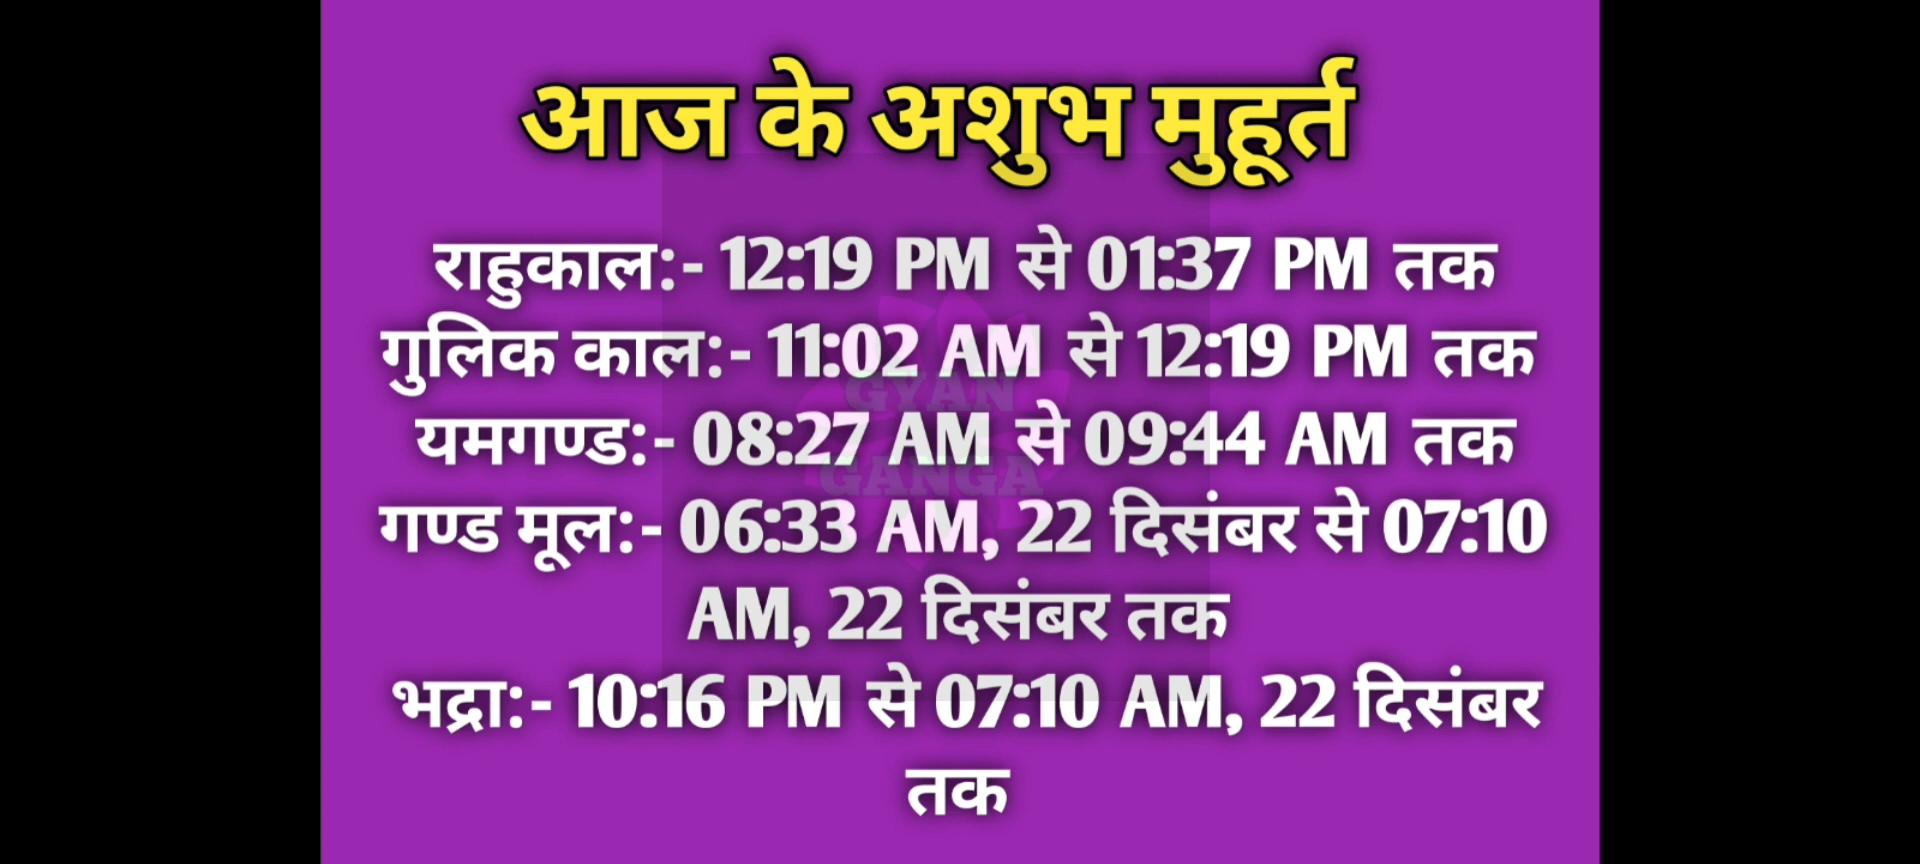 आज के अशुभ मुहूर्त
राहुकाल:- 12:19 PM से 01:37 PM तक
गुलिक काल:- 11:02 AM से 12:19 PM तक
GYAN
यमगण्ड:- 08:27 AM से 09:44 AM तक
GANGA
गण्ड मूल:- 06:33 AM, 22 दिसंबर से 07:10
AM, 22 दिसंबर तक
भद्रा:- 10:16 PM से 07:10 AM, 22 दिसंबर
तक